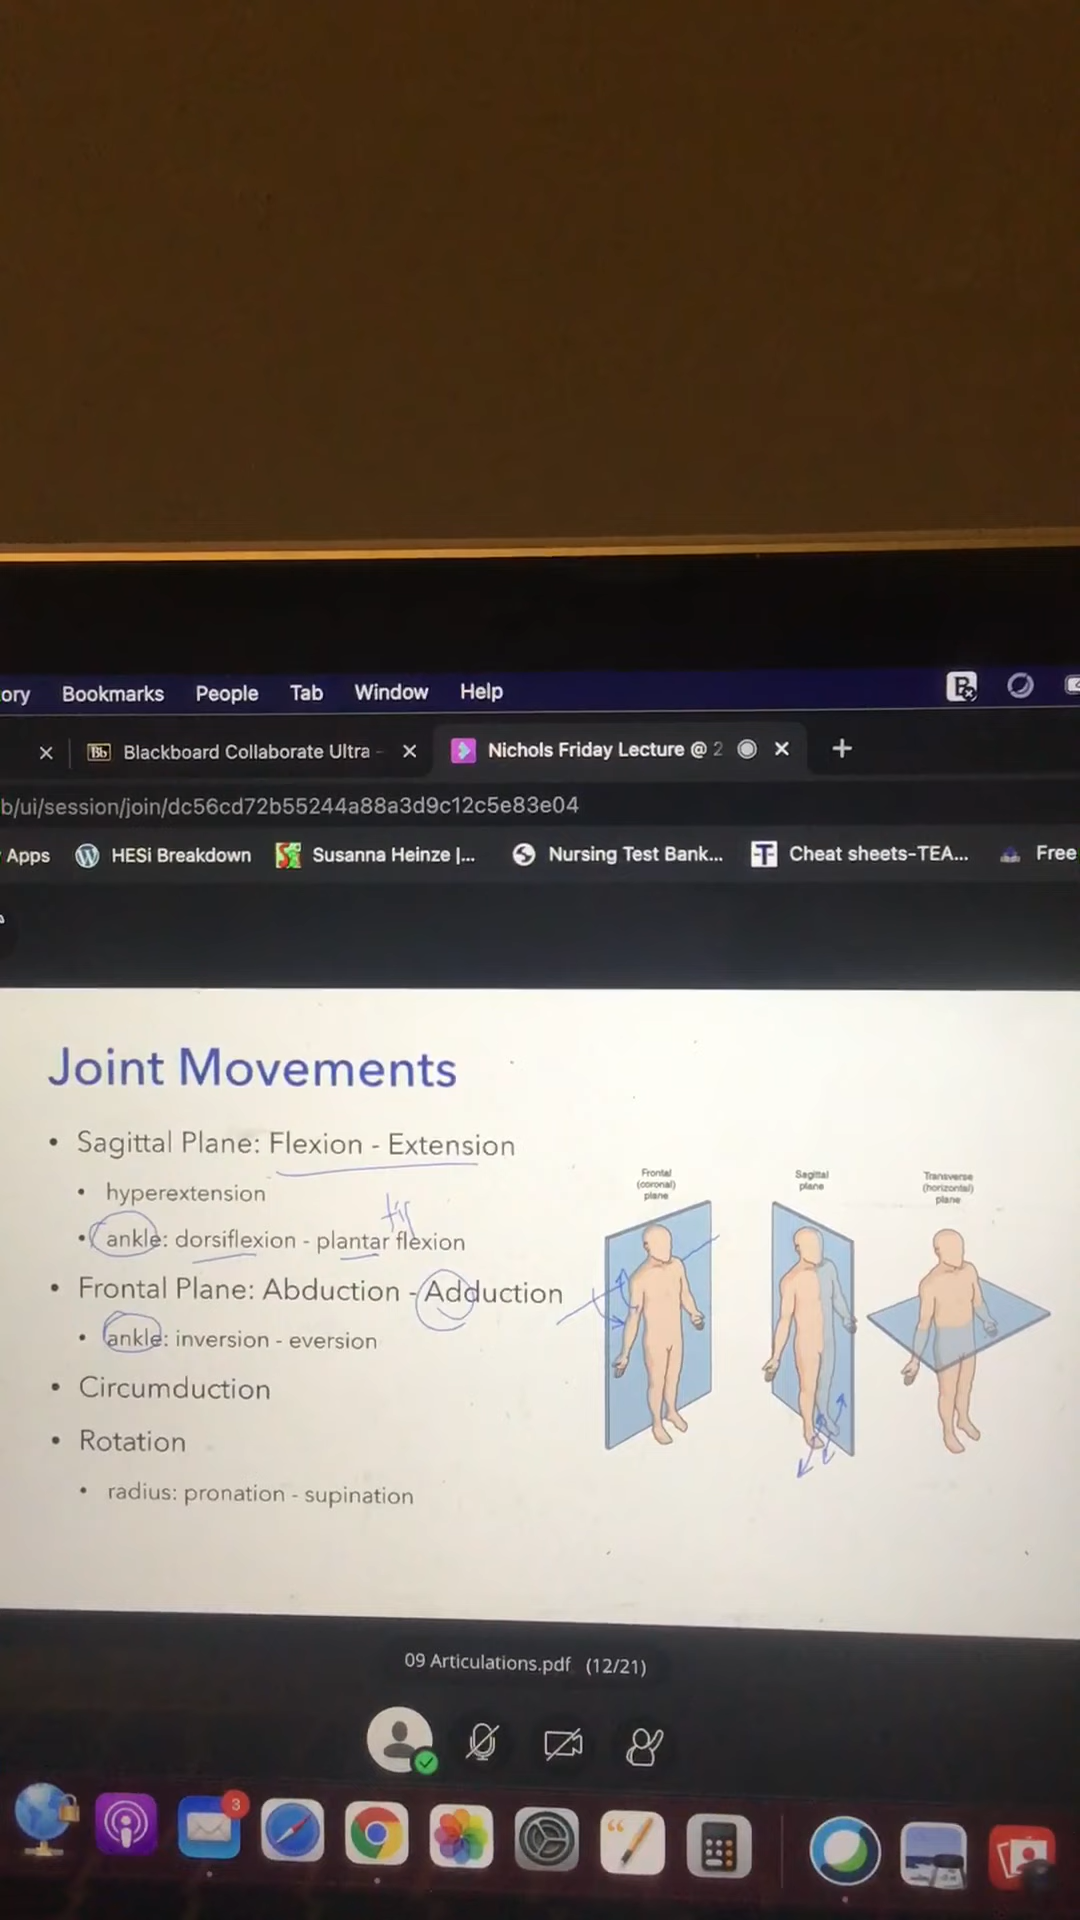 ory Bookmarks People Tab Window Help
Bb Blackboard Collaborate Ultra - Nichols Friday Lecture @ 2
b/ui/session/join/dc56cd72b55244a88a3d9c12c5e83e04
Apps HESi Breakdown Susanna Heinze |... Nursing Test Bank... Cheat sheets-TEA... Free
Joint Movements
• Sagittal Plane: Flexion - Extension
• hyperextension
tip
• ankle: dorsiflexion - plantar flexion
• Frontal Plane: Abduction - Adduction
• ankle: inversion - eversion
• Circumduction
• Rotation
• radius: pronation - supination
Frontal
(coronal)
plane
Sagittal
plane
Transverse
(horizontal)
plane
09 Articulations.pdf (12/21)
3